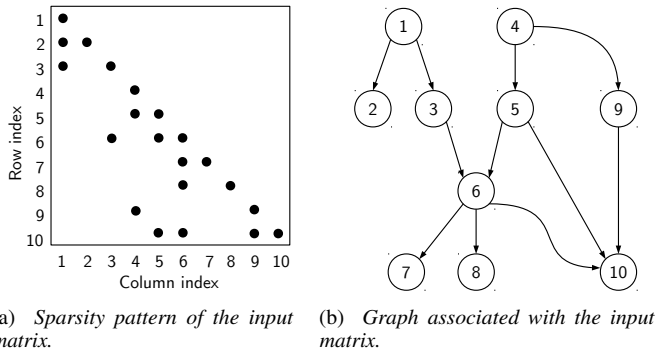 1
2
3
4
5
6
7
8
9
10
Row index
1 2 3 4 5 6 7 8 9 10
Column index
1 4
2 3 5 9
6
7 8 10
a) Sparsity pattern of the input
matrix.
(b) Graph associated with the input
matrix.